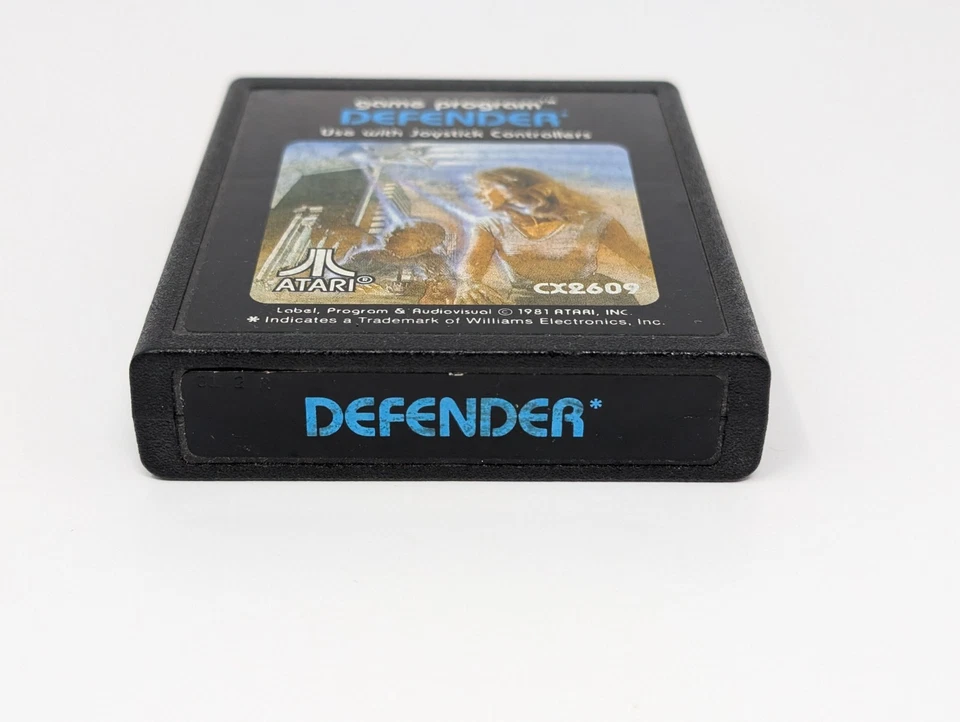 game program™
DEFENDER*
Use with Joystick Controllers
ATARI®
CX2609
Label, Program & Audiovisual © 1981 ATARI, INC.
* Indicates a Trademark of Williams Electronics, Inc.
DEFENDER*